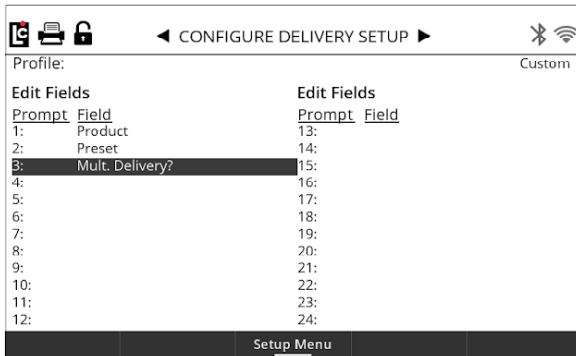 LC
◀ CONFIGURE DELIVERY SETUP ▶
Profile: Custom
Edit Fields
Prompt Field
1: Product
2: Preset
3: Mult. Delivery?
4:
5:
6:
7:
8:
9:
10:
11:
12:
Edit Fields
Prompt Field
13:
14:
15:
16:
17:
18:
19:
20:
21:
22:
23:
24:
Setup Menu